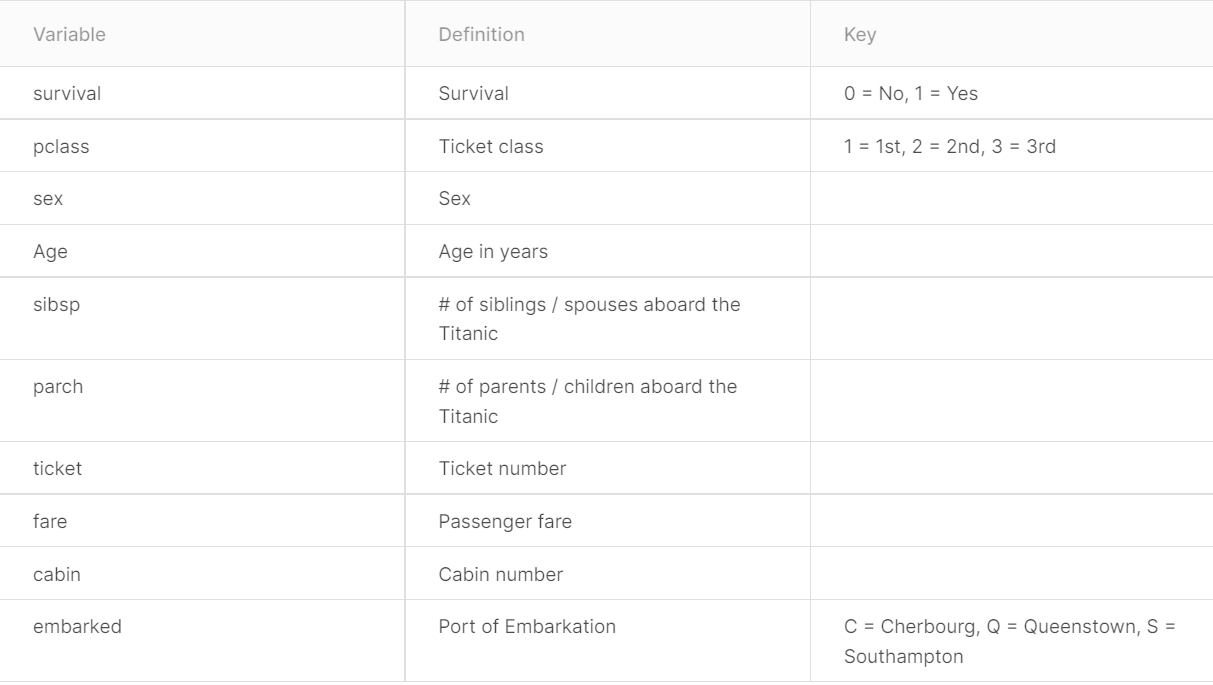 Variable Definition Key
survival Survival 0 = No, 1 = Yes
pclass Ticket class 1 = 1st, 2 = 2nd, 3 = 3rd
sex Sex
Age Age in years
sibsp # of siblings / spouses aboard the
Titanic
parch # of parents / children aboard the
Titanic
ticket Ticket number
fare Passenger fare
cabin Cabin number
embarked Port of Embarkation C = Cherbourg, Q = Queenstown, S =
Southampton